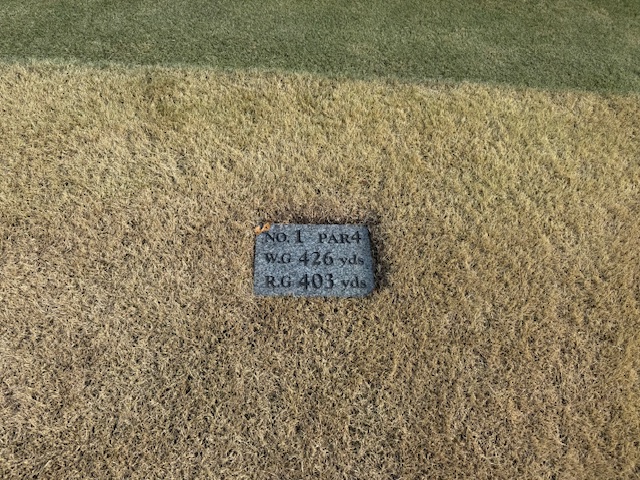 NO. 1 PAR4
W.G 426 yds
R.G 403 yds